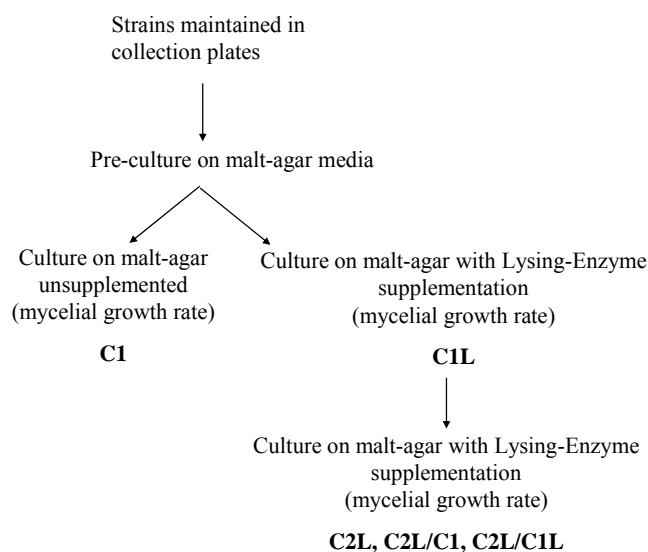 Strains maintained in
collection plates
Pre-culture on malt-agar media
Culture on malt-agar
unsupplemented
(mycelial growth rate)
C1
Culture on malt-agar with Lysing-Enzyme
supplementation
(mycelial growth rate)
C1L
Culture on malt-agar with Lysing-Enzyme
supplementation
(mycelial growth rate)
C2L, C2L/C1, C2L/C1L